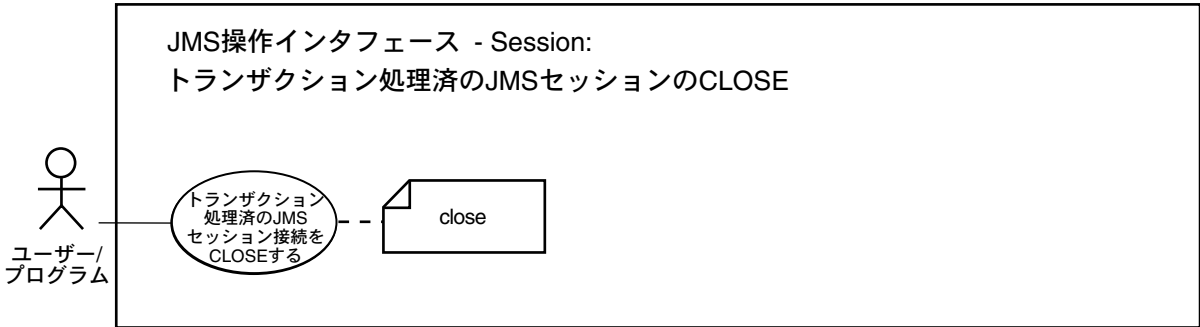 JMS操作インタフェース - Session:
トランザクション処理済のJMSセッションのCLOSE
トランザクション
処理済のJMS
セッション接続を
CLOSEする
close
ユーザー/
プログラム